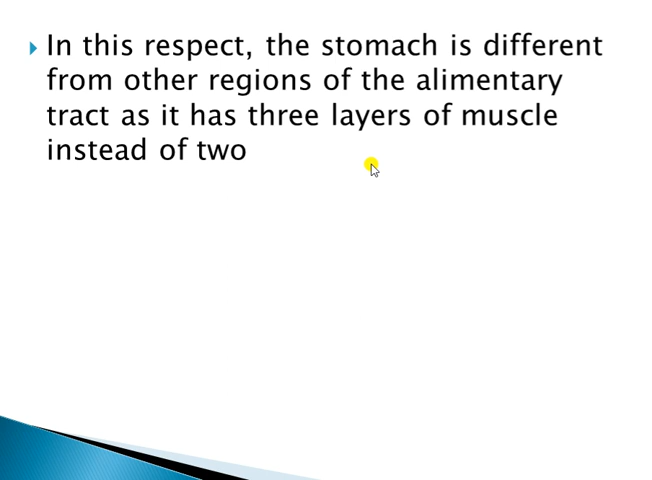 In this respect, the stomach is different
from other regions of the alimentary
tract as it has three layers of muscle
instead of two